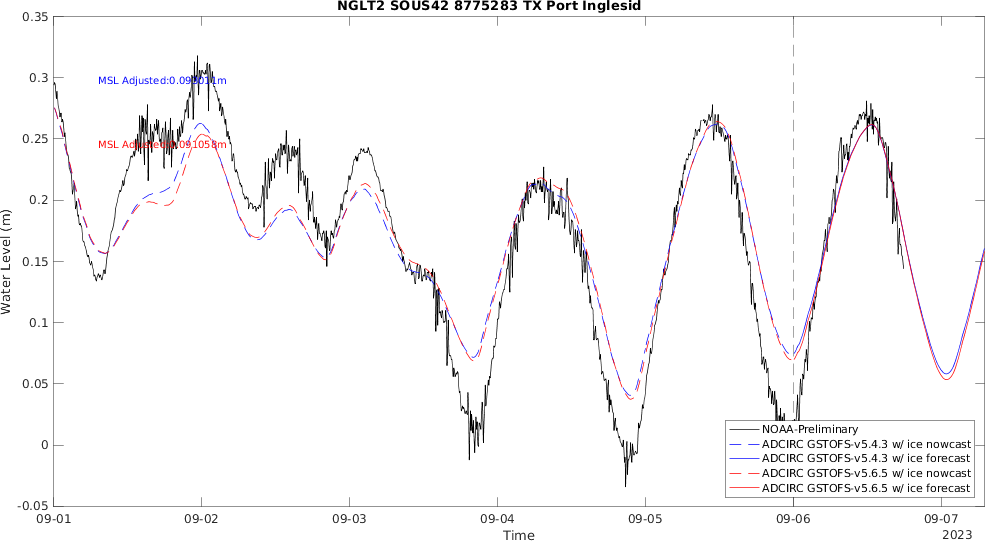 NGLT2 SOUS42 8775283 TX Port Inglesid
0.35
0.3
0.25
0.2
0.15
0.1
0.05
0
-0.05
Water Level (m)
MSL Adjusted:
MSL Adjusted:0.091058m
NOAA-Preliminary
ADCIRC GSTOFS-v5.4.3 w/ ice nowcast
ADCIRC GSTOFS-v5.4.3 w/ ice forecast
ADCIRC GSTOFS-v5.6.5 w/ ice nowcast
ADCIRC GSTOFS-v5.6.5 w/ ice forecast
09-01
09-02
09-03
09-04
09-05
09-06
09-07
2023
Time